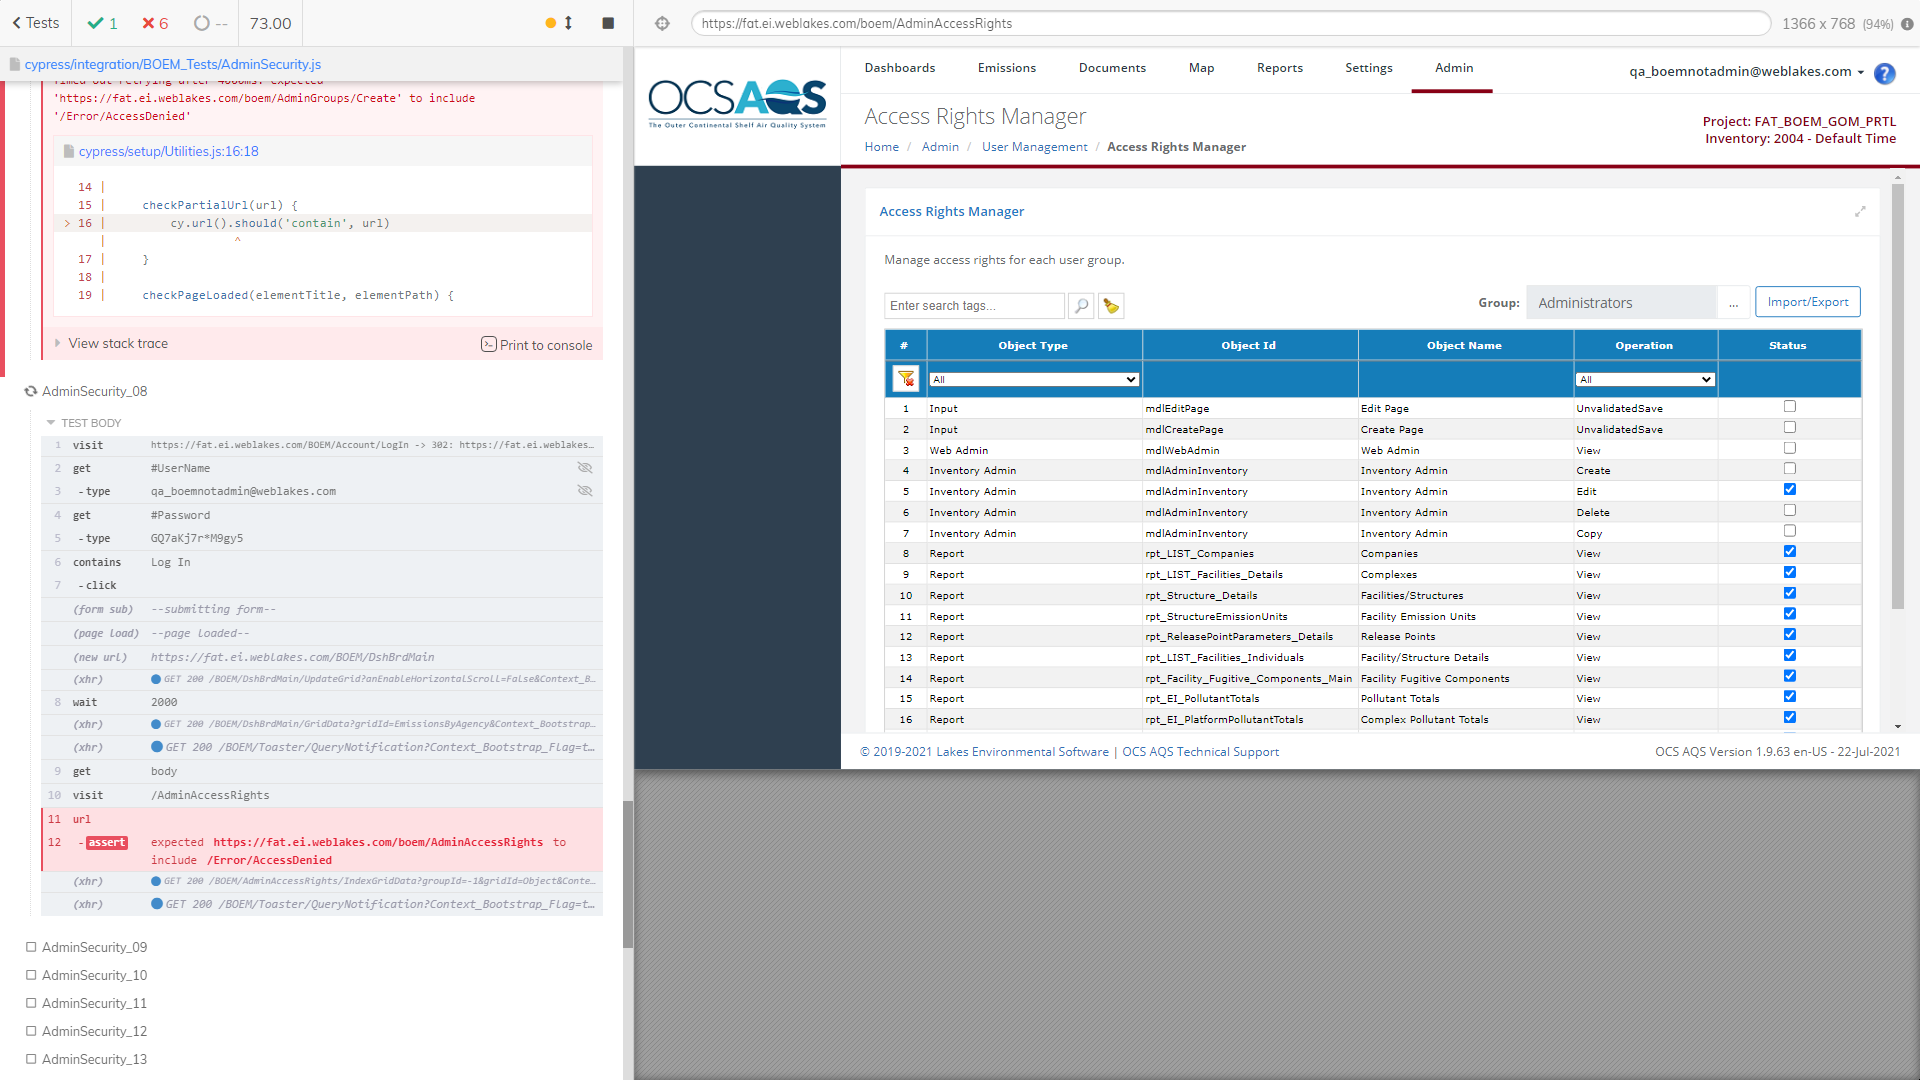 Tests
1
6
--
73.00
cypress/integration/BOEM_Tests/AdminSecurity.js
Timed out retrying after 4000ms: expected
'https://fat.ei.weblakes.com/boem/AdminGroups/Create' to include
'/Error/AccessDenied'
cypress/setup/Utilities.js:16:18
14 |
15 | checkPartialUrl(url) {
> 16 | cy.url().should('contain', url)
| ^
17 | }
18 |
19 | checkPageLoaded(elementTitle, elementPath) {
View stack trace
Print to console
AdminSecurity_08
TEST BODY
1 visit https://fat.ei.weblakes.com/BOEM/Account/LogIn -> 302: https://fat.ei.weblakes...
2 get #UserName
3 -type qa_boemnotadmin@weblakes.com
4 get #Password
5 -type GQ7aKj7r*M9gy5
6 contains Log In
7 -click
(form sub) --submitting form--
(page load) --page loaded--
(new url) https://fat.ei.weblakes.com/BOEM/DshBrdMain
(xhr) GET 200 /BOEM/DshBrdMain/UpdateGrid?anEnableHorizontalScroll=False&Context_B...
8 wait 2000
(xhr) GET 200 /BOEM/DshBrdMain/GridData?gridId=EmissionsByAgency&Context_Bootstrap...
(xhr) GET 200 /BOEM/Toaster/QueryNotification?Context_Bootstrap_Flag=t...
9 get body
10 visit /AdminAccessRights
11 url
12 -assert expected https://fat.ei.weblakes.com/boem/AdminAccessRights to
include /Error/AccessDenied
(xhr) GET 200 /BOEM/AdminAccessRights/IndexGridData?groupId=-1&gridId=Object&Conte...
(xhr) GET 200 /BOEM/Toaster/QueryNotification?Context_Bootstrap_Flag=t...
AdminSecurity_09
AdminSecurity_10
AdminSecurity_11
AdminSecurity_12
AdminSecurity_13
https://fat.ei.weblakes.com/boem/AdminAccessRights
1366 x 768 (94%)
OCSAQS
The Outer Continental Shelf Air Quality System
Dashboards Emissions Documents Map Reports Settings Admin
qa_boemnotadmin@weblakes.com
?
Access Rights Manager
Home / Admin / User Management / Access Rights Manager
Project: FAT_BOEM_GOM_PRTL
Inventory: 2004 - Default Time
Access Rights Manager
Manage access rights for each user group.
Enter search tags...
Group: Administrators ... Import/Export
# Object Type Object Id Object Name Operation Status
All All
1 Input mdlEditPage Edit Page UnvalidatedSave
2 Input mdlCreatePage Create Page UnvalidatedSave
3 Web Admin mdlWebAdmin Web Admin View
4 Inventory Admin mdlAdminInventory Inventory Admin Create
5 Inventory Admin mdlAdminInventory Inventory Admin Edit
6 Inventory Admin mdlAdminInventory Inventory Admin Delete
7 Inventory Admin mdlAdminInventory Inventory Admin Copy
8 Report rpt_LIST_Companies Companies View
9 Report rpt_LIST_Facilities_Details Complexes View
10 Report rpt_Structure_Details Facilities/Structures View
11 Report rpt_StructureEmissionUnits Facility Emission Units View
12 Report rpt_ReleasePointParameters_Details Release Points View
13 Report rpt_LIST_Facilities_Individuals Facility/Structure Details View
14 Report rpt_Facility_Fugitive_Components_Main Facility Fugitive Components View
15 Report rpt_EI_PollutantTotals Pollutant Totals View
16 Report rpt_EI_PlatformPollutantTotals Complex Pollutant Totals View
© 2019-2021 Lakes Environmental Software | OCS AQS Technical Support
OCS AQS Version 1.9.63 en-US - 22-Jul-2021